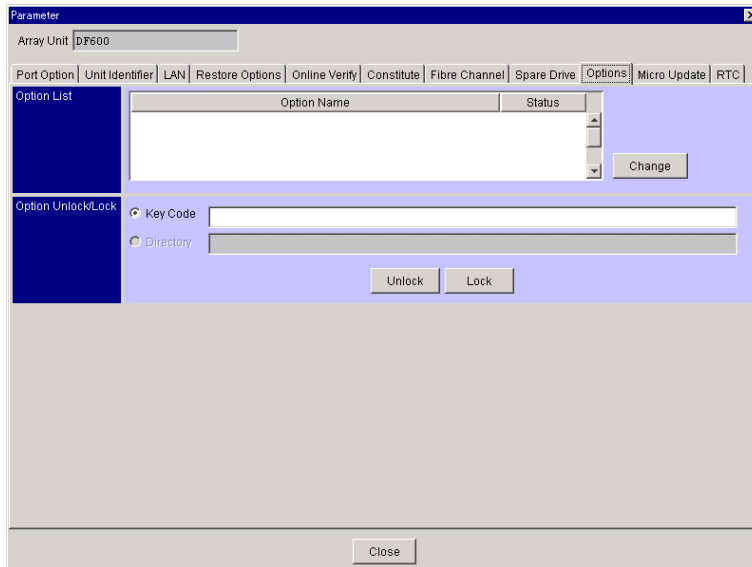 Parameter
Array Unit DF600
Port Option Unit Identifier LAN Restore Options Online Verify Constitute Fibre Channel Spare Drive Options Micro Update RTC
Option List
Option Name Status
Change
Option Unlock/Lock
Key Code
Directory
Unlock Lock
Close